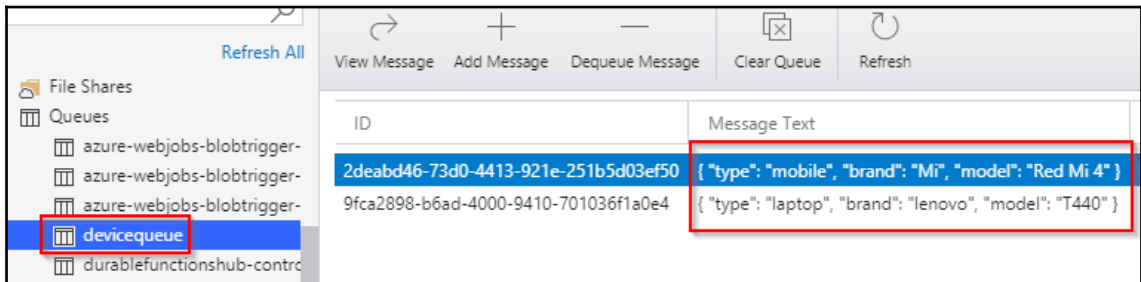 Refresh All
File Shares
Queues
azure-webjobs-blobtrigger-
azure-webjobs-blobtrigger-
azure-webjobs-blobtrigger-
devicequeue
durablefunctionshub-contro
View Message Add Message Dequeue Message Clear Queue Refresh
ID Message Text
2deabd46-73d0-4413-921e-251b5d03ef50 { "type": "mobile", "brand": "Mi", "model": "Red Mi 4" }
9fca2898-b6ad-4000-9410-701036f1a0e4 { "type": "laptop", "brand": "lenovo", "model": "T440" }